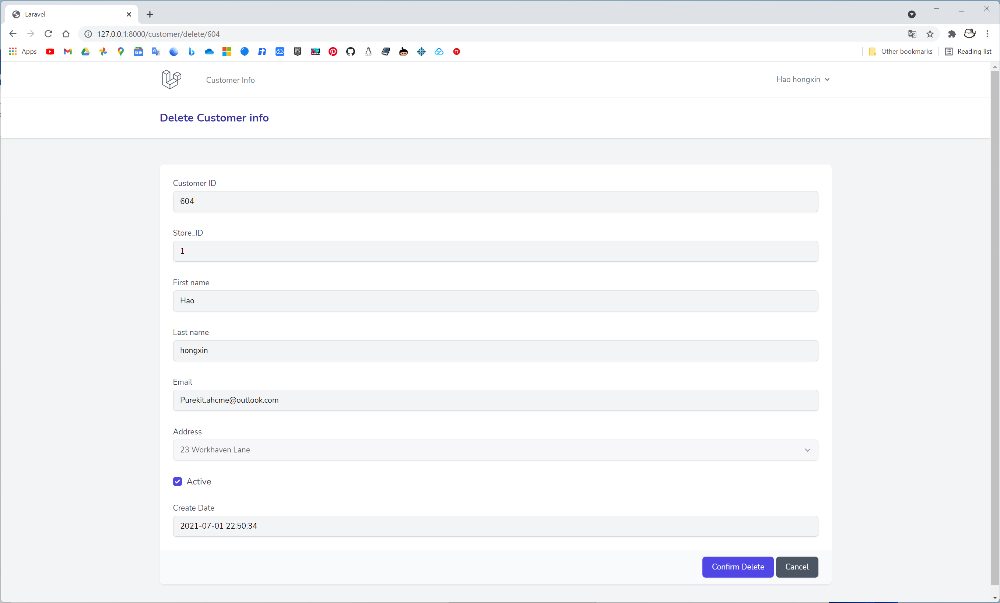 Laravel
127.0.0.1:8000/customer/delete/604
Apps
Other bookmarks
Reading list
Customer Info
Hao hongxin
Delete Customer info
Customer ID
604
Store_ID
1
First name
Hao
Last name
hongxin
Email
Purekit.ahcme@outlook.com
Address
23 Workhaven Lane
Active
Create Date
2021-07-01 22:50:34
Confirm Delete Cancel